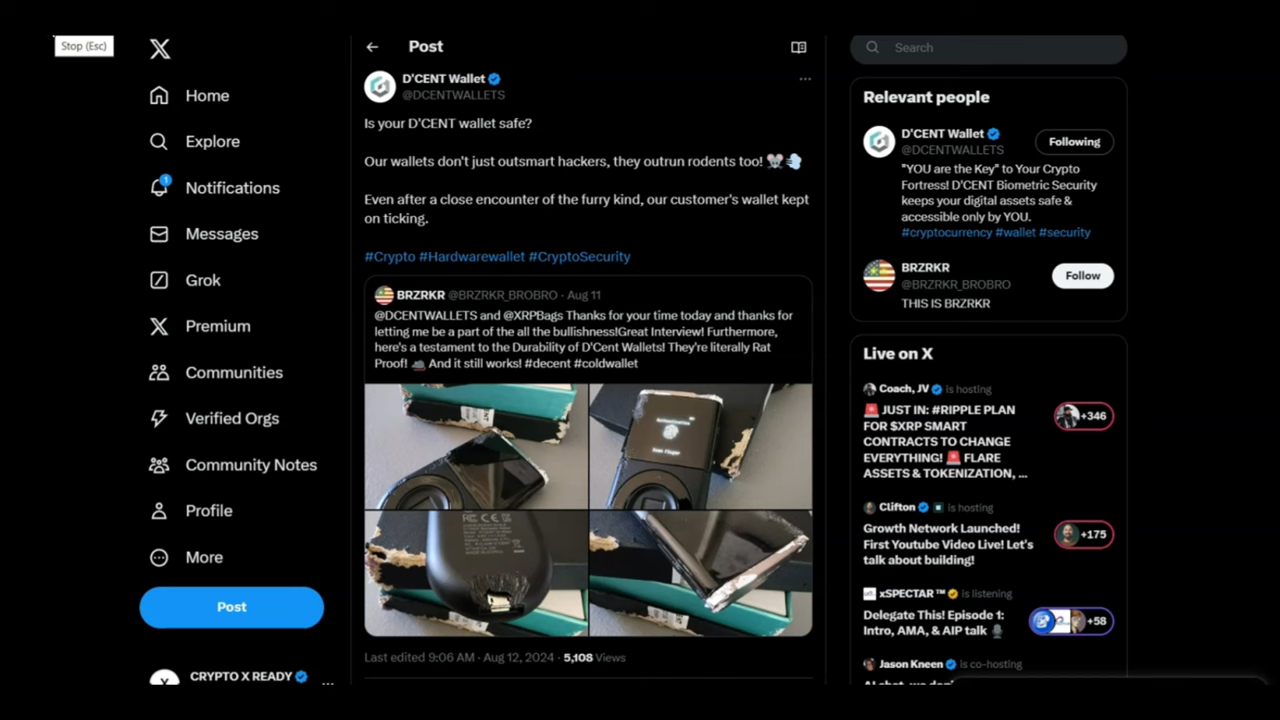 Stop (Esc)
Home
Explore
1
Notifications
Messages
Grok
Premium
Communities
Verified Orgs
Community Notes
Profile
More
Post
CRYPTO X READY
Post
D'CENT Wallet
@DCENTWALLETS
Is your D'CENT wallet safe?
Our wallets don't just outsmart hackers, they outrun rodents too! 🐭💨
Even after a close encounter of the furry kind, our customer's wallet kept
on ticking.
#Crypto #Hardwarewallet #CryptoSecurity
BRZRKR @BRZRKR_BROBRO · Aug 11
@DCENTWALLETS and @XRPBags Thanks for your time today and thanks for
letting me be a part of the all the bullishness!Great Interview! Furthermore,
here's a testament to the Durability of D'Cent Wallets! They're literally Rat
Proof! 🐀 And it still works! #decent #coldwallet
Last edited 9:06 AM · Aug 12, 2024 · 5,108 Views
Search
Relevant people
D'CENT Wallet
@DCENTWALLETS
Following
"YOU are the Key" to Your Crypto
Fortress! D'CENT Biometric Security
keeps your digital assets safe &
accessible only by YOU.
#cryptocurrency #wallet #security
BRZRKR
@BRZRKR_BROBRO
Follow
THIS IS BRZRKR
Live on X
Coach, JV is hosting
🚨 JUST IN: #RIPPLE PLAN
FOR $XRP SMART
CONTRACTS TO CHANGE
EVERYTHING! 🚨 FLARE
ASSETS & TOKENIZATION, ...
+346
Clifton is hosting
Growth Network Launched!
First Youtube Video Live! Let's
talk about building!
+175
xSPECTAR ™ is listening
Delegate This! Episode 1:
Intro, AMA, & AIP talk 🎙️
+58
Jason Kneen is co-hosting